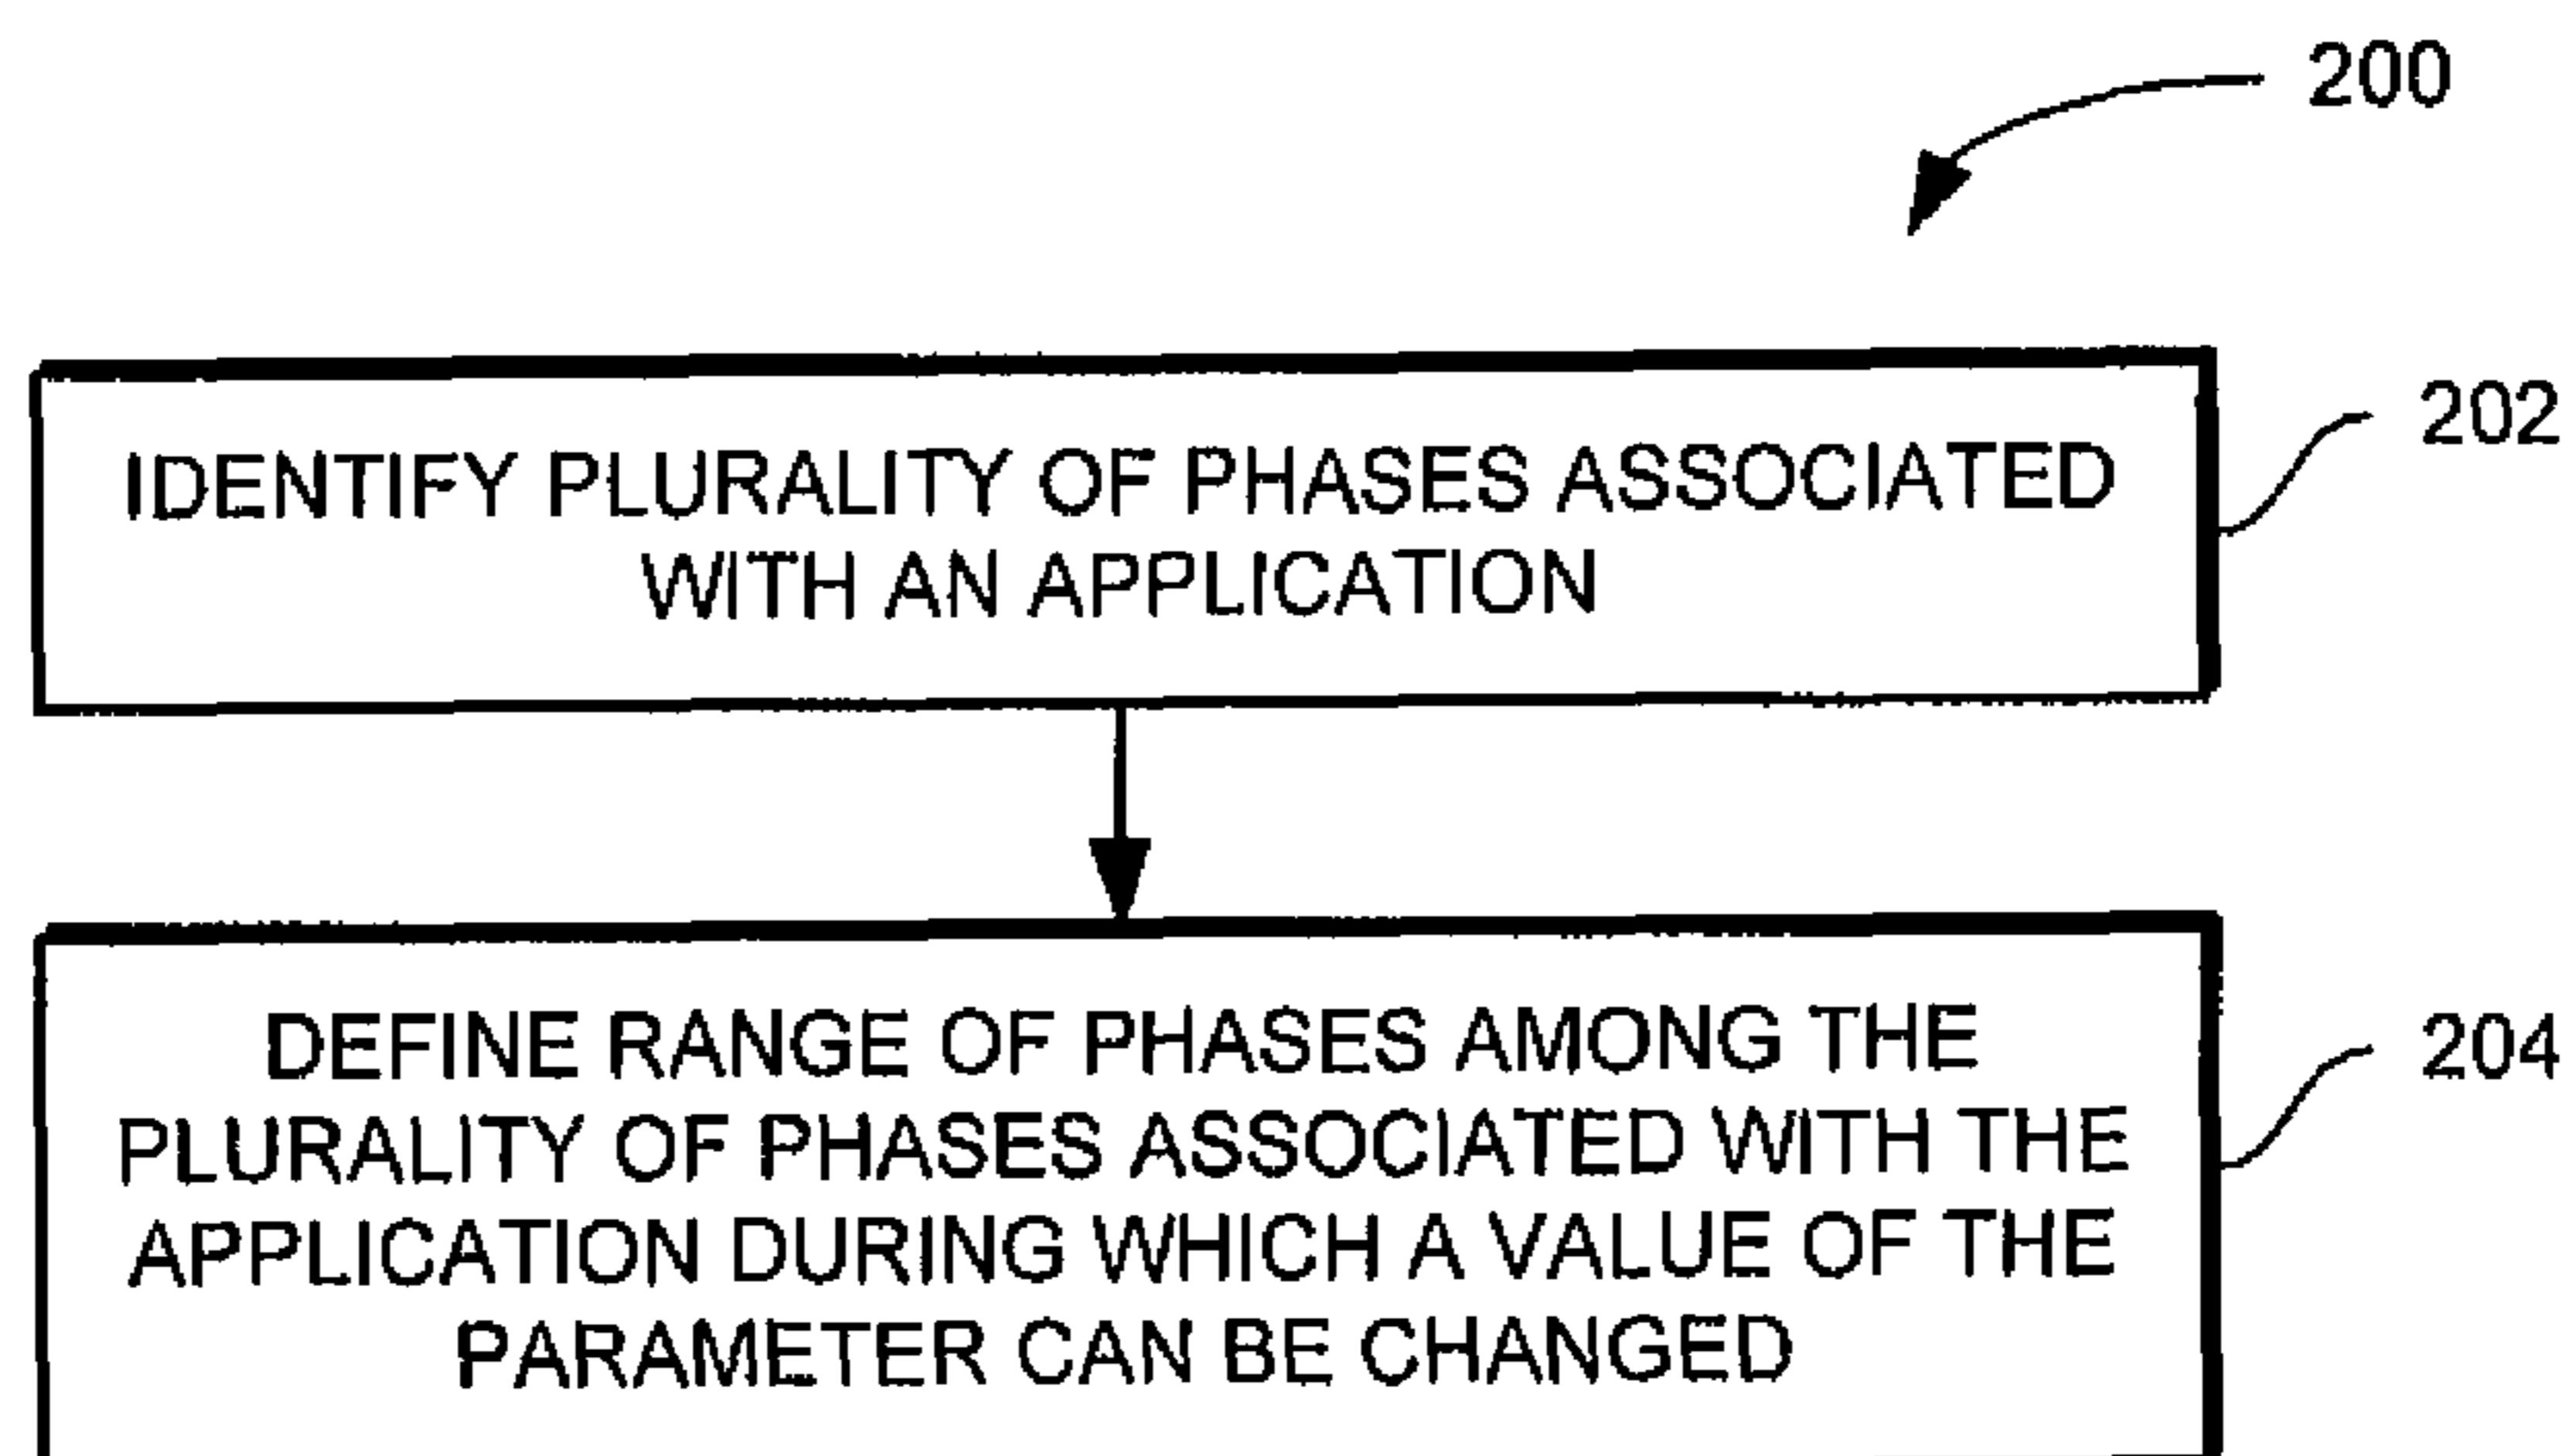 200
202
IDENTIFY PLURALITY OF PHASES ASSOCIATED
WITH AN APPLICATION
204
DEFINE RANGE OF PHASES AMONG THE
PLURALITY OF PHASES ASSOCIATED WITH THE
APPLICATION DURING WHICH A VALUE OF THE
PARAMETER CAN BE CHANGED